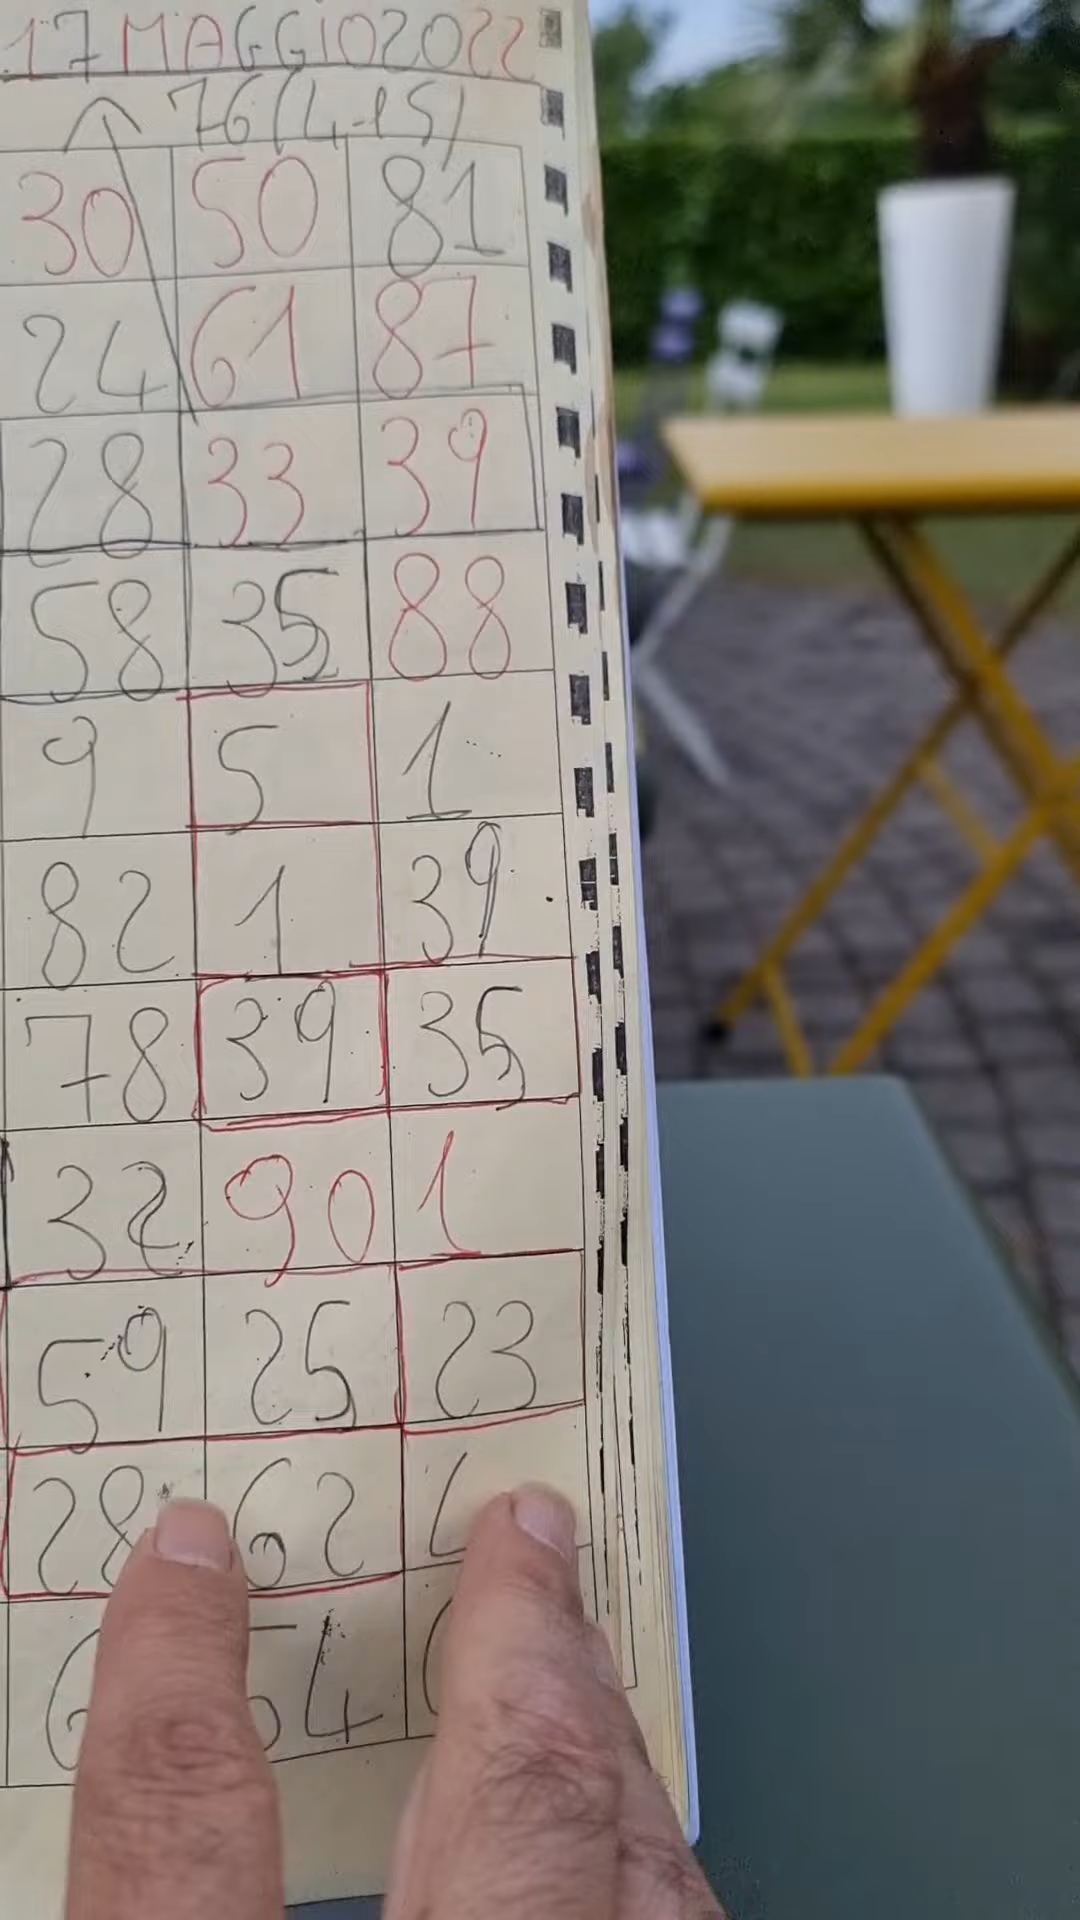 17 MAGGIO 2022
76 (4-15)
30 50 81
24 61 87
28 33 39
58 35 88
9 5 1
82 1 39
78 39 35
32 90 1
59 25 23
28 62
54